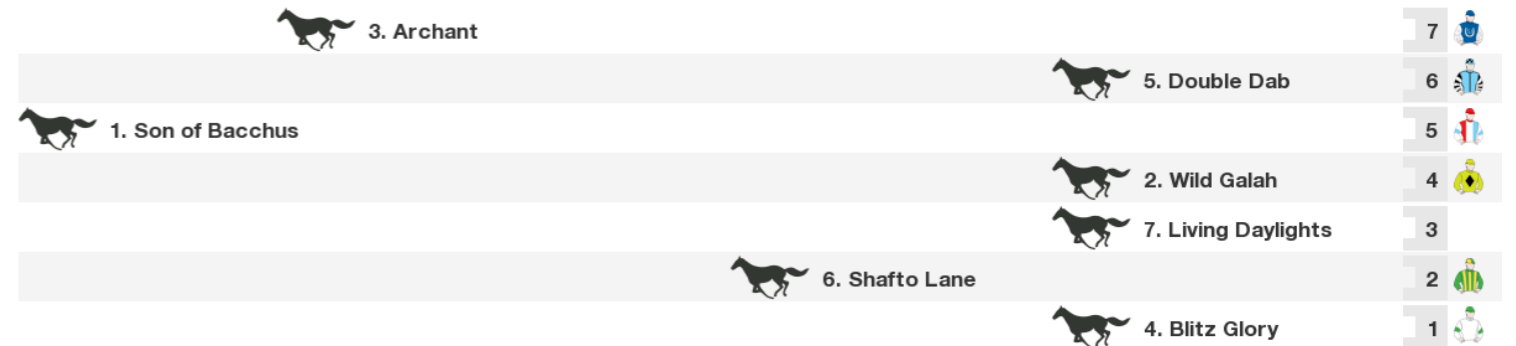 3. Archant 7
5. Double Dab 6
1. Son of Bacchus 5
2. Wild Galah 4
7. Living Daylights 3
6. Shafto Lane 2
4. Blitz Glory 1